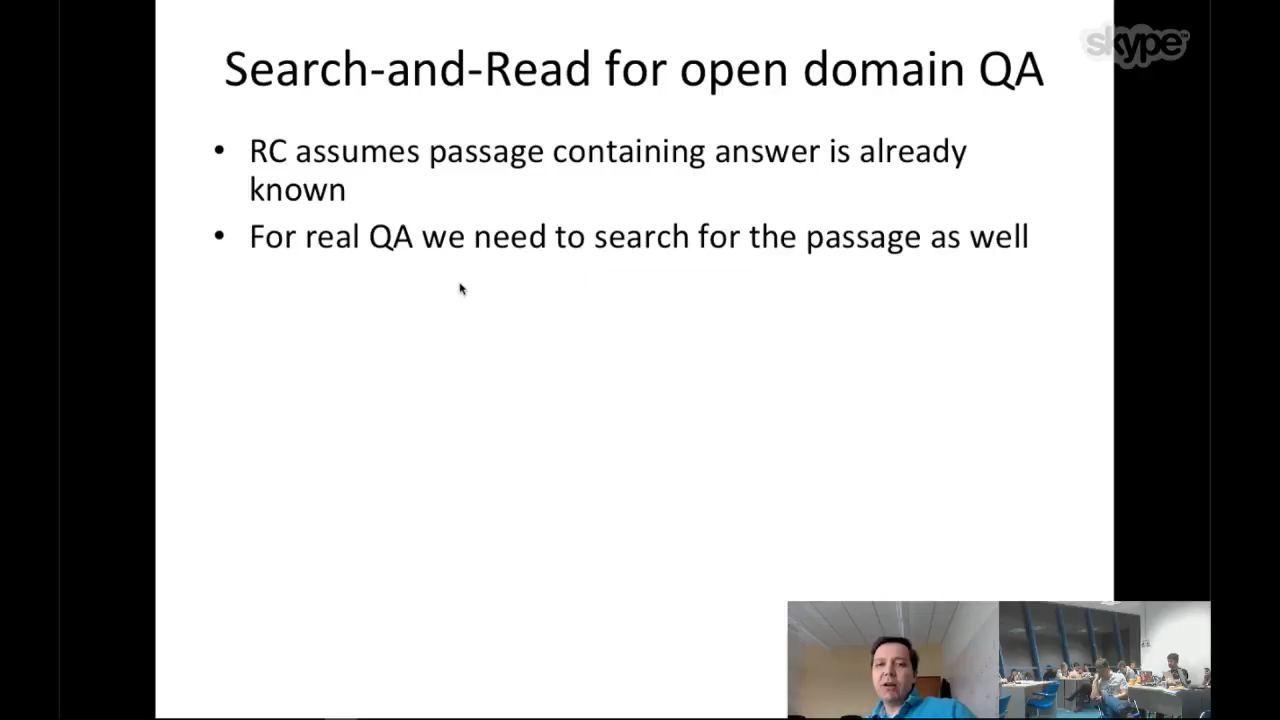 skype™
Search-and-Read for open domain QA
• RC assumes passage containing answer is already
known
• For real QA we need to search for the passage as well